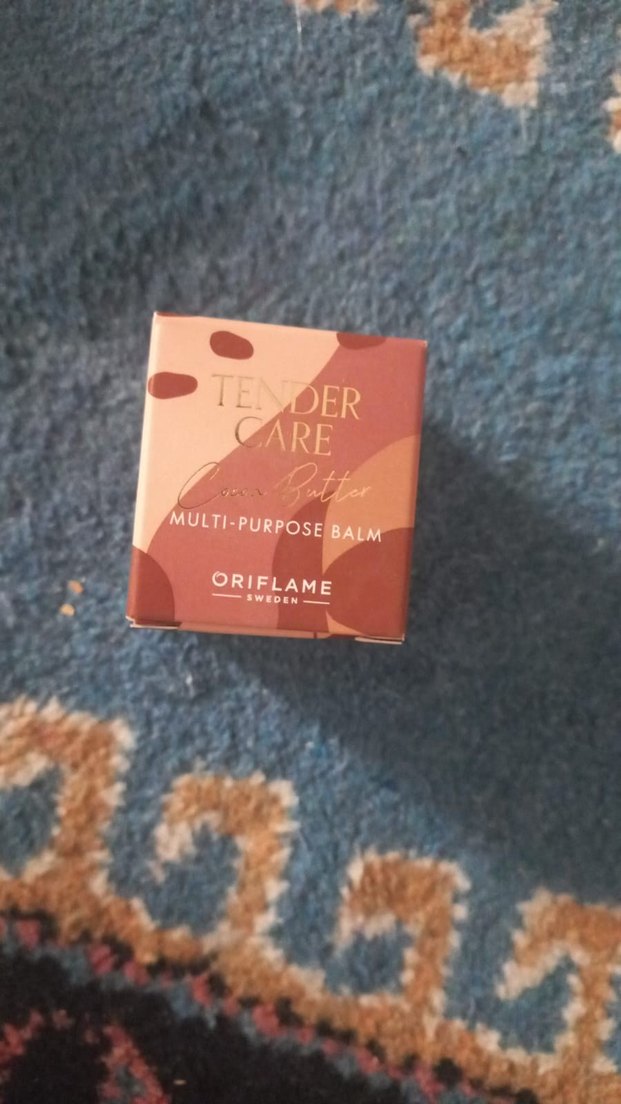 TENDER
CARE
Cocoa Butter
MULTI-PURPOSE BALM
ORIFLAME
SWEDEN